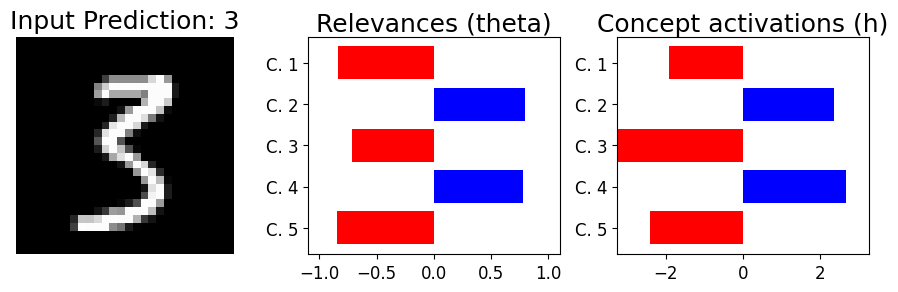 Input Prediction: 3
3
Relevances (theta)
C. 1
C. 2
C. 3
C. 4
C. 5
−1.0 −0.5 0.0 0.5 1.0
Concept activations (h)
C. 1
C. 2
C. 3
C. 4
C. 5
−2 0 2